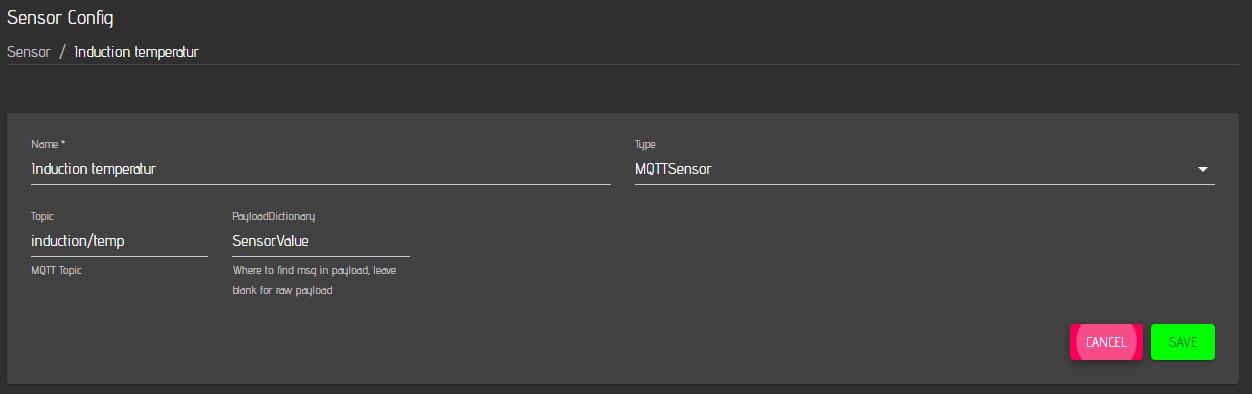 Sensor Config
Sensor / Induction temperatur
Name *
Type
Induction temperatur
MQTTSensor
Topic
PayloadDictionary
induction/temp
SensorValue
MQTT Topic
Where to find msg in payload, leave
blank for raw payload
CANCEL
SAVE